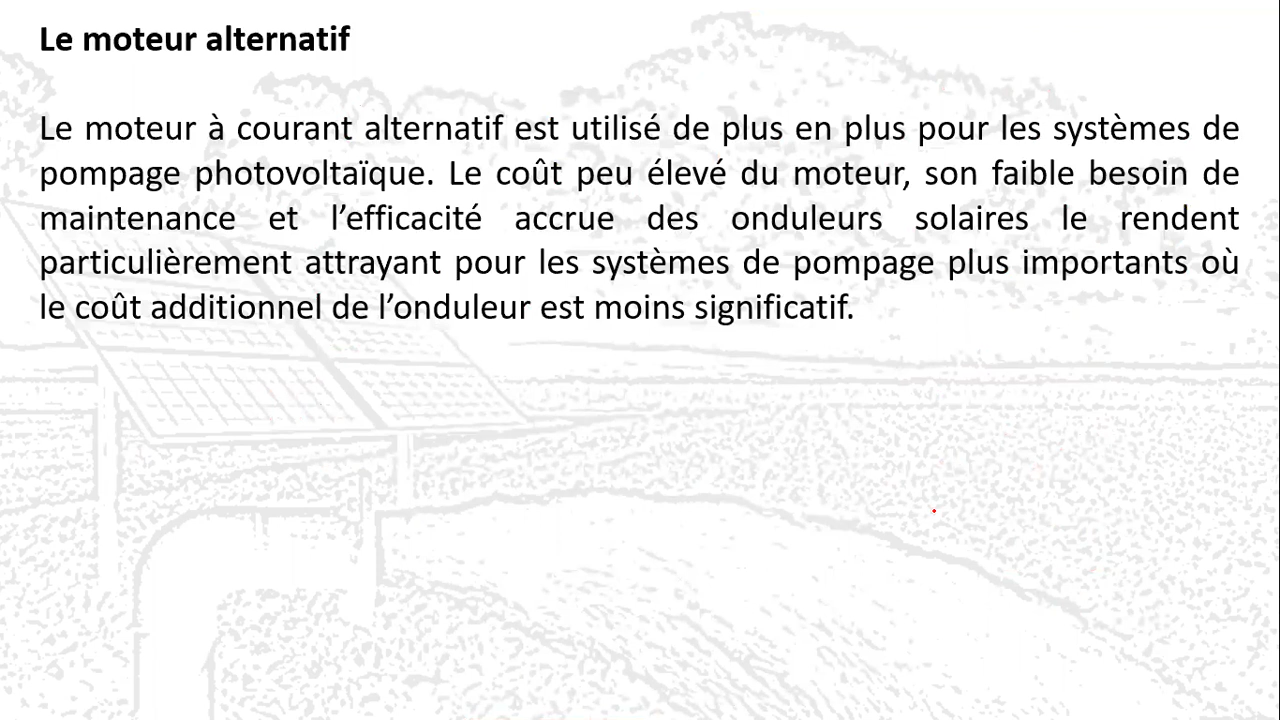 Le moteur alternatif
Le moteur à courant alternatif est utilisé de plus en plus pour les systèmes de
pompage photovoltaïque. Le coût peu élevé du moteur, son faible besoin de
maintenance et l’efficacité accrue des onduleurs solaires le rendent
particulièrement attrayant pour les systèmes de pompage plus importants où
le coût additionnel de l’onduleur est moins significatif.